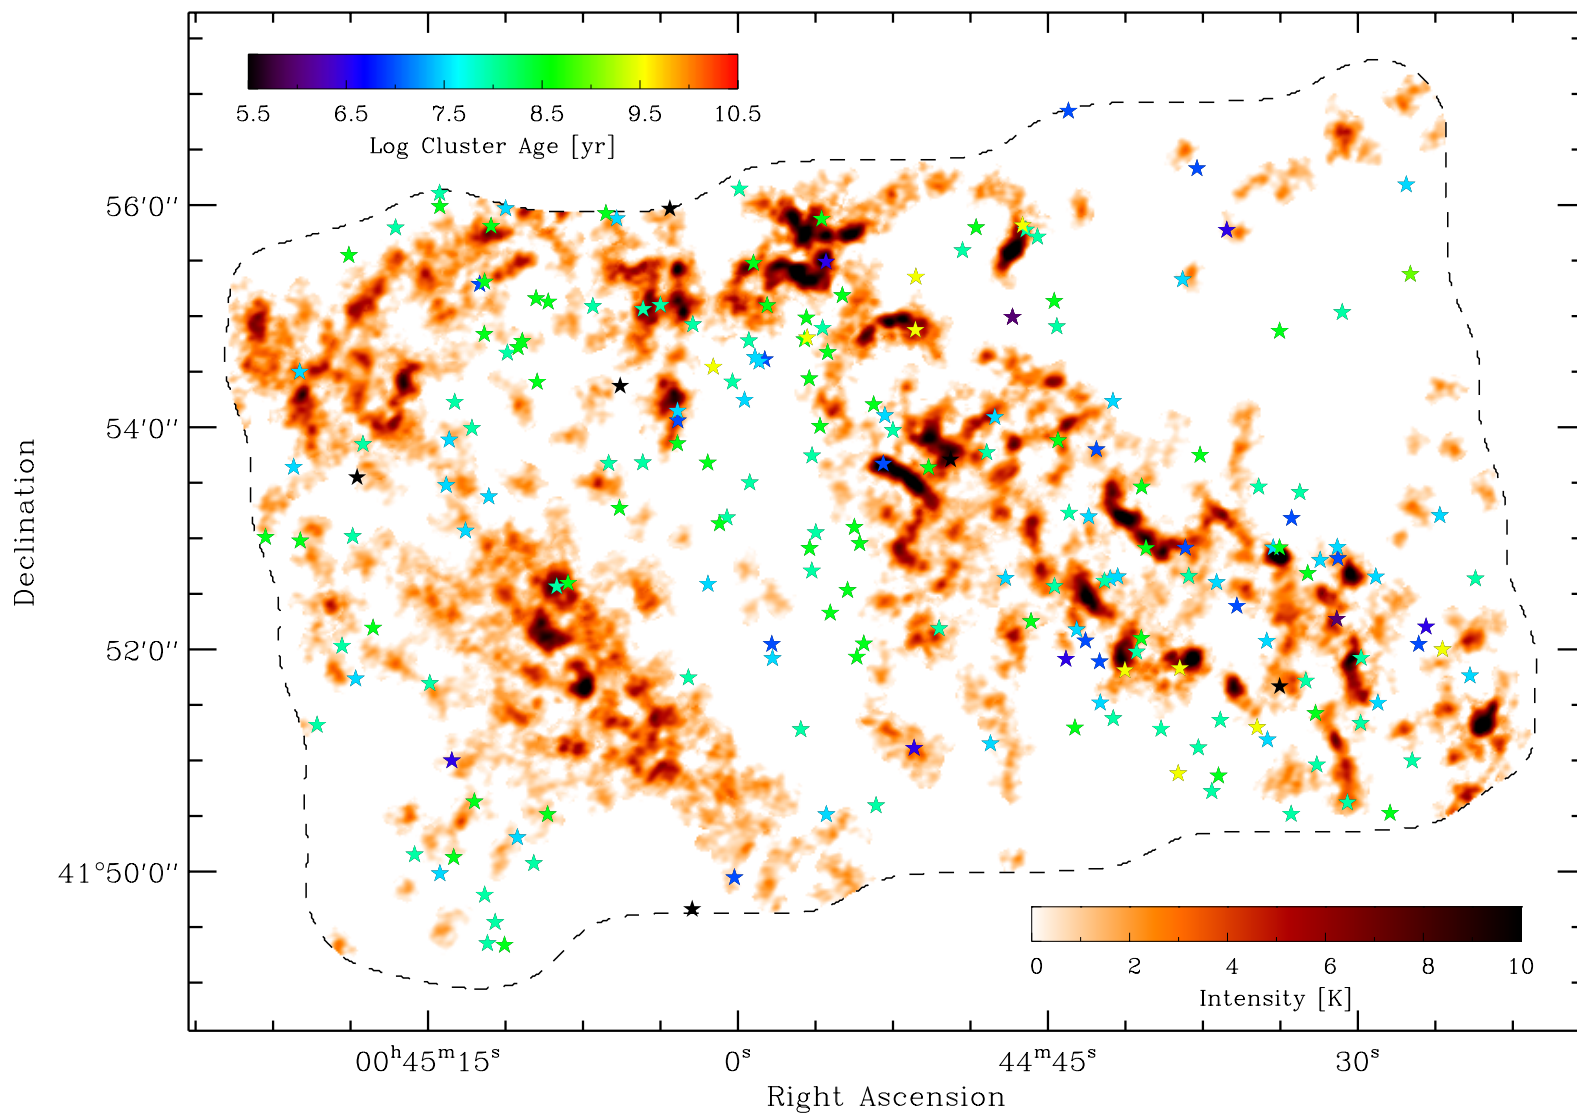 5.5 6.5 7.5 8.5 9.5 10.5
Log Cluster Age [yr]
56'0''
54'0''
52'0''
41°50'0''
Declination
0 2 4 6 8 10
Intensity [K]
00ʰ45ᵐ15ˢ 0ˢ 44ᵐ45ˢ 30ˢ
Right Ascension